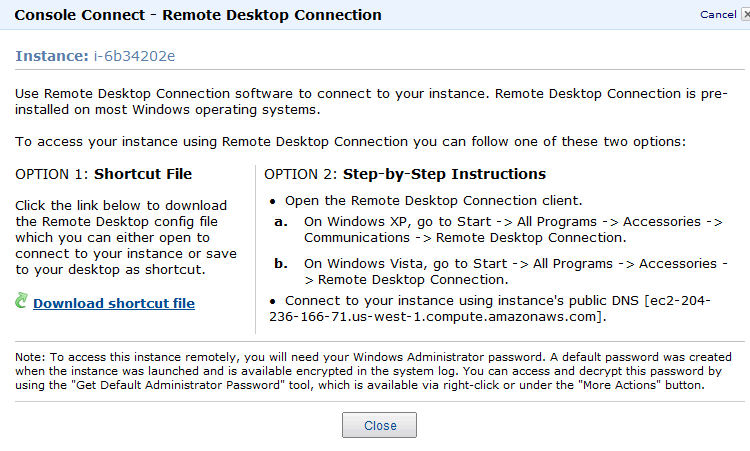 Console Connect - Remote Desktop Connection
Cancel
Instance: i-6b34202e
Use Remote Desktop Connection software to connect to your instance. Remote Desktop Connection is pre-
installed on most Windows operating systems.
To access your instance using Remote Desktop Connection you can follow one of these two options:
OPTION 1: Shortcut File
Click the link below to download
the Remote Desktop config file
which you can either open to
connect to your instance or save
to your desktop as shortcut.
Download shortcut file
OPTION 2: Step-by-Step Instructions
• Open the Remote Desktop Connection client.
a. On Windows XP, go to Start -> All Programs -> Accessories ->
Communications -> Remote Desktop Connection.
b. On Windows Vista, go to Start -> All Programs -> Accessories -
> Remote Desktop Connection.
• Connect to your instance using instance's public DNS [ec2-204-
236-166-71.us-west-1.compute.amazonaws.com].
Note: To access this instance remotely, you will need your Windows Administrator password. A default password was created
when the instance was launched and is available encrypted in the system log. You can access and decrypt this password by
using the "Get Default Administrator Password" tool, which is available via right-click or under the "More Actions" button.
Close